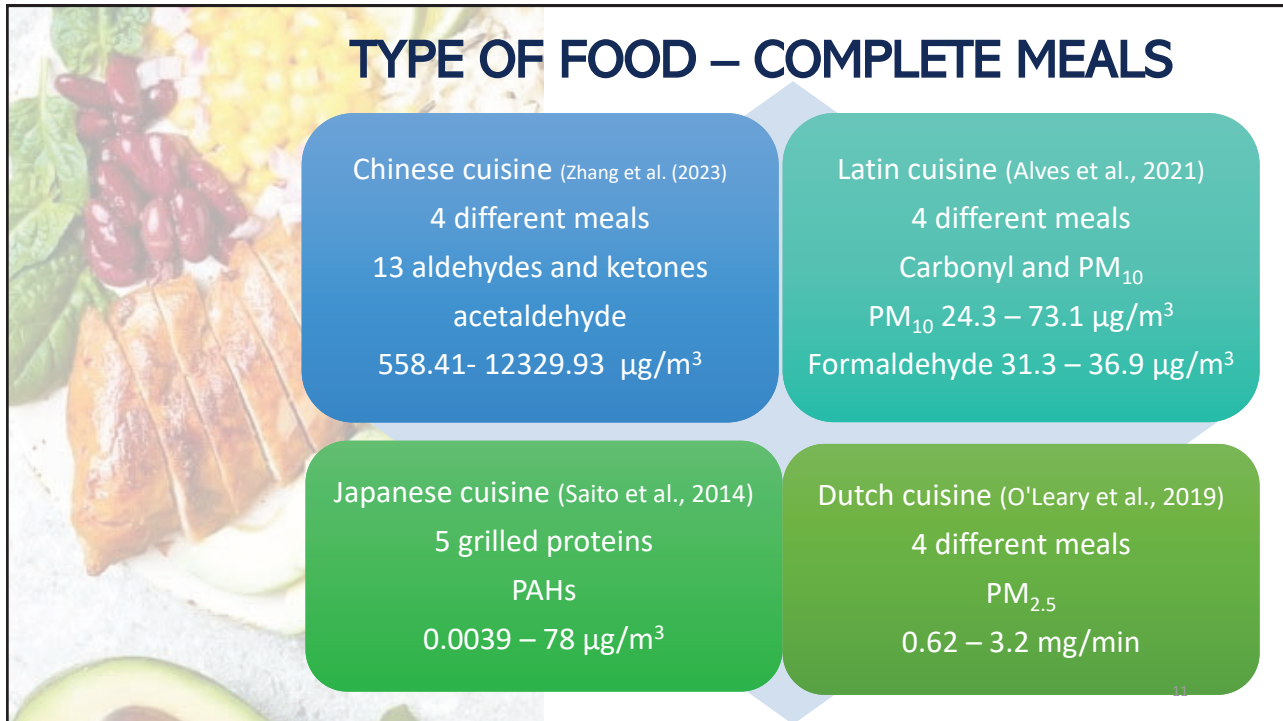 TYPE OF FOOD – COMPLETE MEALS
Chinese cuisine (Zhang et al. (2023)
4 different meals
13 aldehydes and ketones
acetaldehyde
558.41- 12329.93 µg/m³
Latin cuisine (Alves et al., 2021)
4 different meals
Carbonyl and PM₁₀
PM₁₀ 24.3 – 73.1 µg/m³
Formaldehyde 31.3 – 36.9 µg/m³
Japanese cuisine (Saito et al., 2014)
5 grilled proteins
PAHs
0.0039 – 78 µg/m³
Dutch cuisine (O'Leary et al., 2019)
4 different meals
PM₂.₅
0.62 – 3.2 mg/min
11